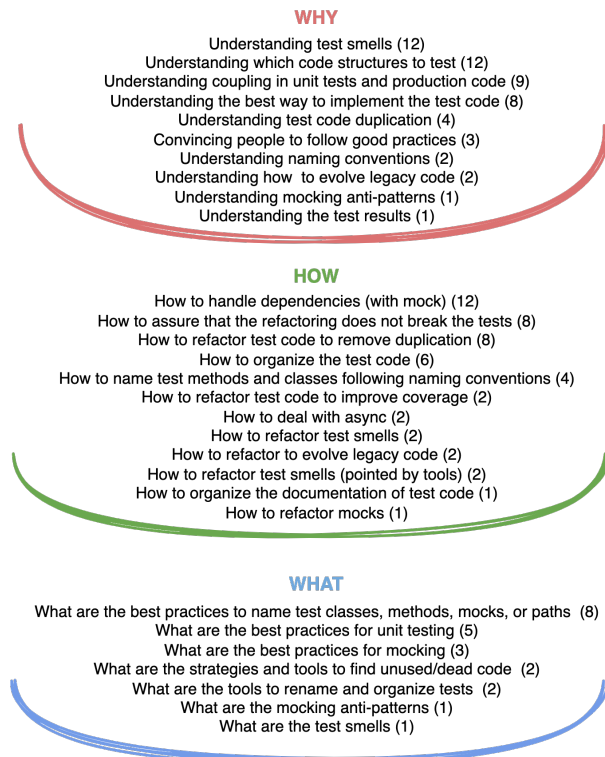 WHY
Understanding test smells (12)
Understanding which code structures to test (12)
Understanding coupling in unit tests and production code (9)
Understanding the best way to implement the test code (8)
Understanding test code duplication (4)
Convincing people to follow good practices (3)
Understanding naming conventions (2)
Understanding how  to evolve legacy code (2)
Understanding mocking anti-patterns (1)
Understanding the test results (1)
HOW
How to handle dependencies (with mock) (12)
How to assure that the refactoring does not break the tests (8)
How to refactor test code to remove duplication (8)
How to organize the test code (6)
How to name test methods and classes following naming conventions (4)
How to refactor test code to improve coverage (2)
How to deal with async (2)
How to refactor test smells (2)
How to refactor to evolve legacy code (2)
How to refactor test smells (pointed by tools) (2)
How to organize the documentation of test code (1)
How to refactor mocks (1)
WHAT
What are the best practices to name test classes, methods, mocks, or paths  (8)
What are the best practices for unit testing (5)
What are the best practices for mocking (3)
What are the strategies and tools to find unused/dead code  (2)
What are the tools to rename and organize tests  (2)
What are the mocking anti-patterns (1)
What are the test smells (1)